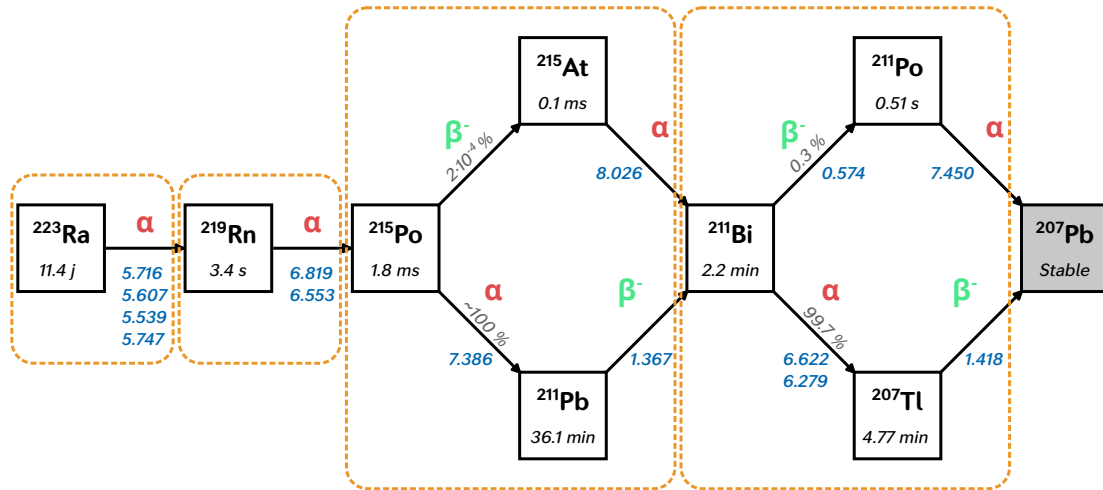 ²¹⁵At
0.1 ms
²¹¹Po
0.51 s
β⁻
2·10⁻⁴ %
α
8.026
β⁻
0.3 %
0.574
α
7.450
²²³Ra
11.4 j
α
5.716
5.607
5.539
5.747
²¹⁹Rn
3.4 s
α
6.819
6.553
²¹⁵Po
1.8 ms
²¹¹Bi
2.2 min
²⁰⁷Pb
Stable
α
~100 %
7.386
β⁻
1.367
α
99.7 %
6.622
6.279
β⁻
1.418
²¹¹Pb
36.1 min
²⁰⁷Tl
4.77 min